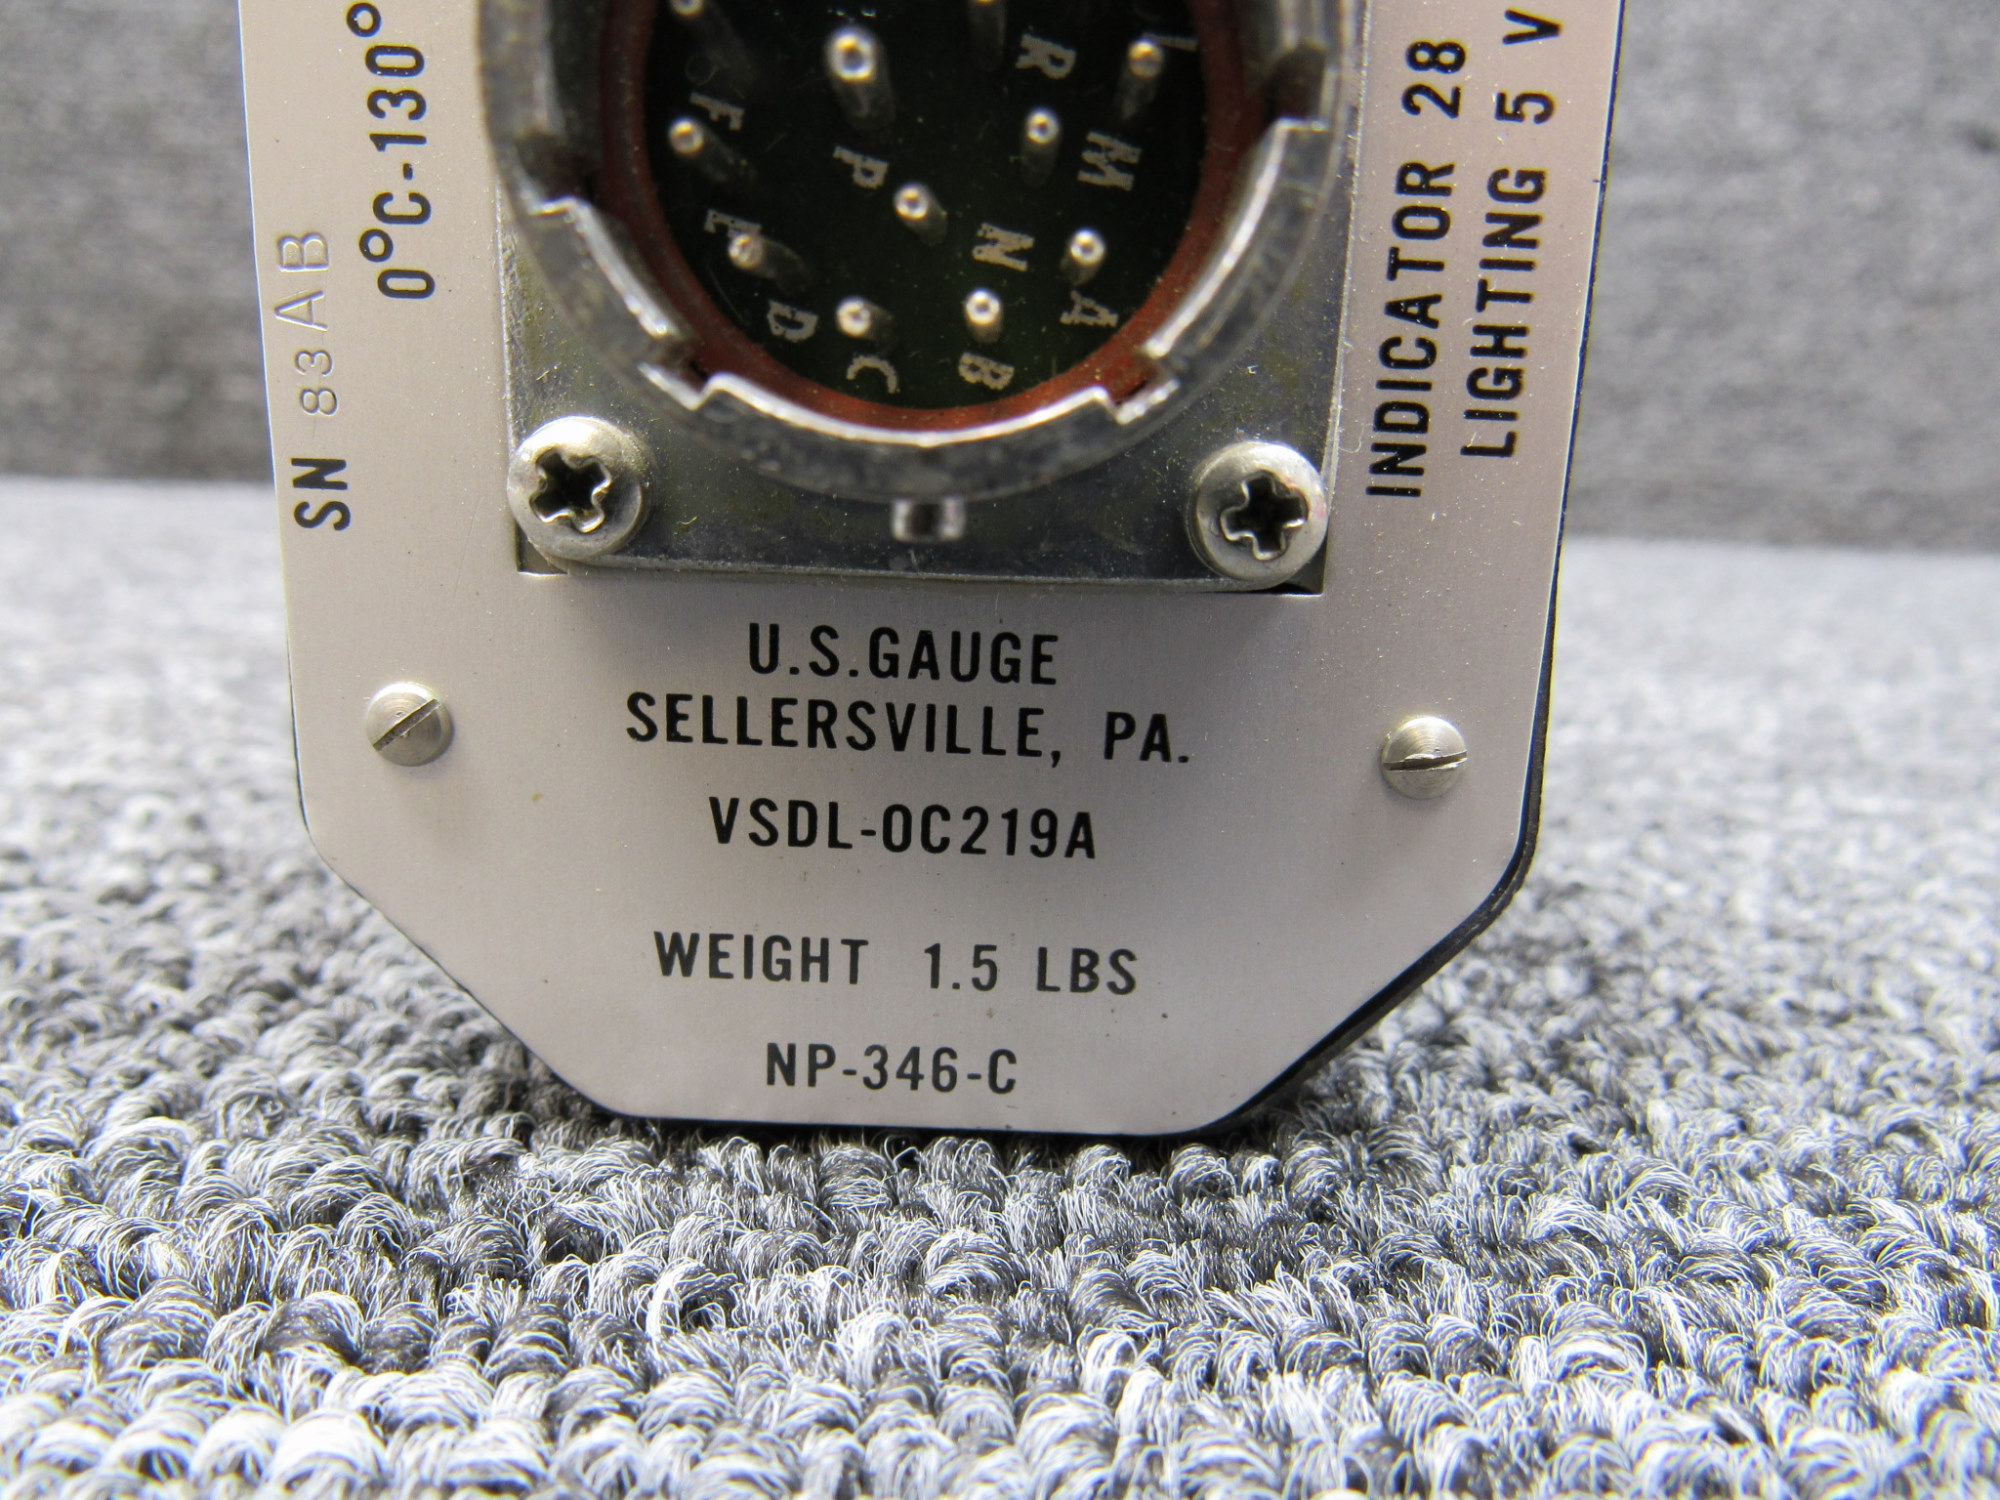 U.S.GAUGE
SELLERSVILLE, PA.
VSDL-0C219A
WEIGHT 1.5 LBS
NP-346-C
SN 83AB
0°C-130°
INDICATOR 28
LIGHTING 5 V
R
F
M
P
E
N
D
A
C
B